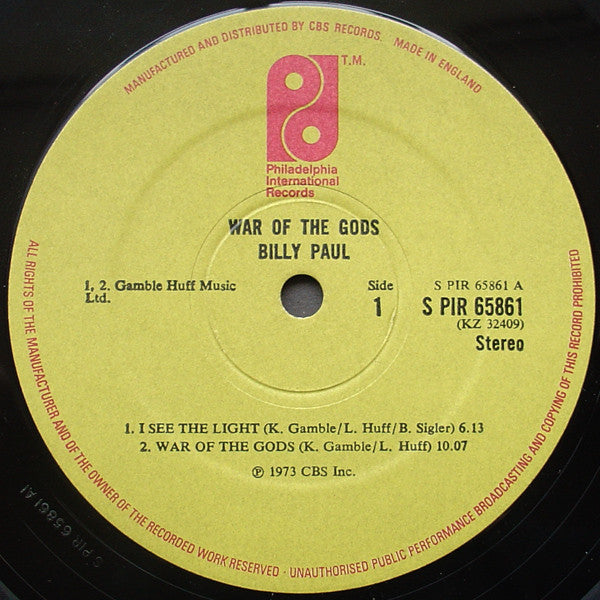 MANUFACTURED AND DISTRIBUTED BY CBS RECORDS. MADE IN ENGLAND
T.M.
Philadelphia
International
Records
WAR OF THE GODS
BILLY PAUL
1, 2. Gamble Huff Music
Ltd.
Side
1
S PIR 65861 A
S PIR 65861
(KZ 32409)
Stereo
1. I SEE THE LIGHT (K. Gamble/L. Huff/B. Sigler) 6.13
2. WAR OF THE GODS (K. Gamble/L. Huff) 10.07
℗ 1973 CBS Inc.
ALL RIGHTS OF THE MANUFACTURER AND OF THE OWNER OF THE RECORDED WORK RESERVED - UNAUTHORISED PUBLIC PERFORMANCE BROADCASTING AND COPYING OF THIS RECORD PROHIBITED
S PIR 65861 A1